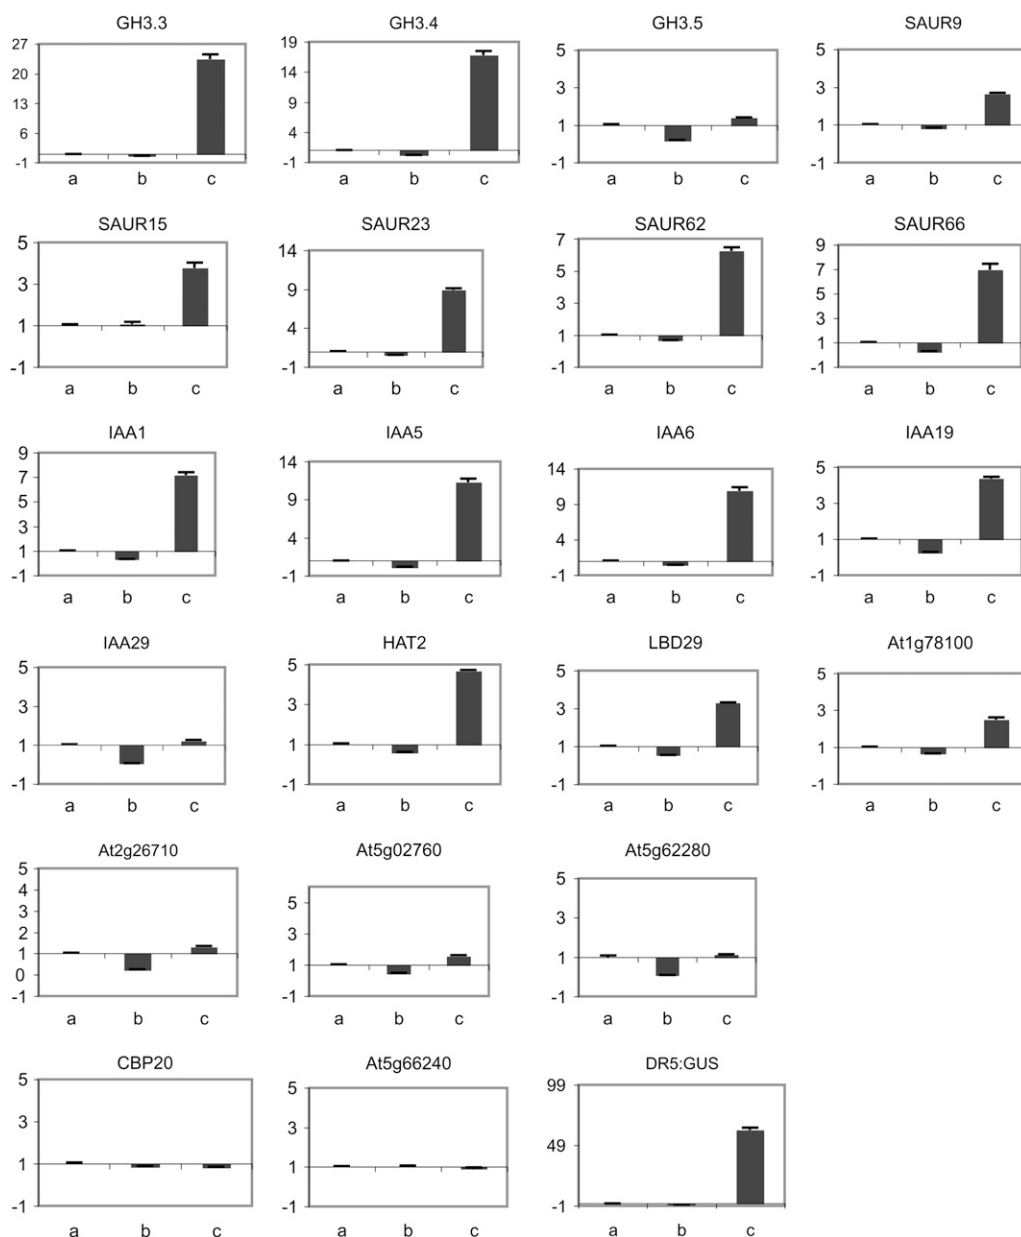 GH3.3 GH3.4 GH3.5 SAUR9
27 19 5 5
20 14 3 3
13 9 1 1
6 4 -1 -1
-1 -1
a b c a b c a b c a b c
SAUR15 SAUR23 SAUR62 SAUR66
5 14 7 9
3 9 5 7
1 4 3 5
-1 -1 1 3
-1 1
-1
a b c a b c a b c a b c
IAA1 IAA5 IAA6 IAA19
9 14 14 5
7 9 9 3
5 4 4 1
3 -1 -1 -1
1
-1
a b c a b c a b c a b c
IAA29 HAT2 LBD29 At1g78100
5 5 5 5
3 3 3 3
1 1 1 1
-1 -1 -1 -1
a b c a b c a b c a b c
At2g26710 At5g02760 At5g62280
5 5 5
4 3 3
3 1 1
2 -1 -1
1
0
-1
a b c a b c a b c
CBP20 At5g66240 DR5:GUS
5 5 99
3 3 49
1 1 -1
-1 -1
a b c a b c a b c